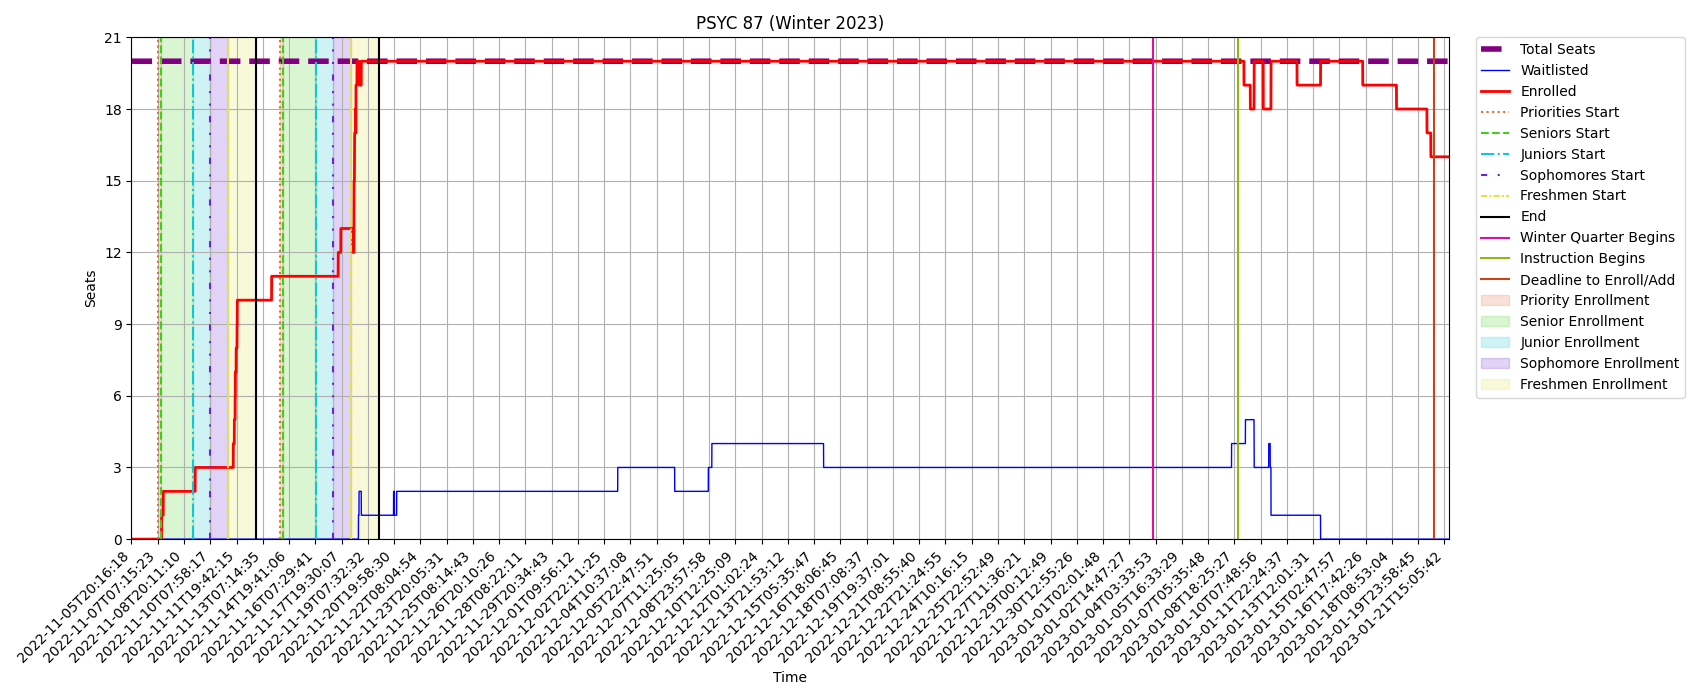 PSYC 87 (Winter 2023)
21
18
15
12
9
6
3
0
Seats
2022-11-05T20:16:18
2022-11-07T07:15:23
2022-11-08T20:11:10
2022-11-10T07:58:17
2022-11-11T19:42:15
2022-11-13T07:14:35
2022-11-14T19:41:06
2022-11-16T07:29:41
2022-11-17T19:30:07
2022-11-19T07:32:32
2022-11-20T19:58:30
2022-11-22T08:04:54
2022-11-23T20:05:31
2022-11-25T08:14:43
2022-11-26T20:10:26
2022-11-28T08:22:11
2022-11-29T20:34:43
2022-12-01T09:56:12
2022-12-02T22:11:25
2022-12-04T10:37:08
2022-12-05T22:47:51
2022-12-07T11:25:05
2022-12-08T23:57:58
2022-12-10T12:25:09
2022-12-12T01:02:24
2022-12-13T21:53:12
2022-12-15T05:35:47
2022-12-16T18:06:45
2022-12-18T07:08:37
2022-12-19T19:37:01
2022-12-21T08:55:40
2022-12-22T21:24:55
2022-12-24T10:16:15
2022-12-25T22:52:49
2022-12-27T11:36:21
2022-12-29T00:12:49
2022-12-30T12:55:26
2023-01-01T02:01:48
2023-01-02T14:47:27
2023-01-04T03:33:53
2023-01-05T16:33:29
2023-01-07T05:35:48
2023-01-08T18:25:27
2023-01-10T07:48:56
2023-01-11T22:24:37
2023-01-13T12:01:31
2023-01-15T02:47:57
2023-01-16T17:42:26
2023-01-18T08:53:04
2023-01-19T23:58:45
2023-01-21T15:05:42
Time
Total Seats
Waitlisted
Enrolled
Priorities Start
Seniors Start
Juniors Start
Sophomores Start
Freshmen Start
End
Winter Quarter Begins
Instruction Begins
Deadline to Enroll/Add
Priority Enrollment
Senior Enrollment
Junior Enrollment
Sophomore Enrollment
Freshmen Enrollment